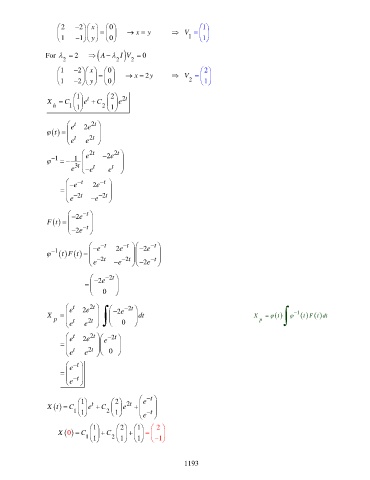 (2 −2; 1 −1)(x; y) = (0; 0) → x = y ⇒ V₁ = (1; 1)
For λ₂ = 2 ⇒ (A − λ₂I)V₂ = 0
(1 −2; 1 −2)(x; y) = (0; 0) → x = 2y ⇒ V₂ = (2; 1)
X_h = C₁(1; 1)e^t + C₂(2; 1)e^{2t}
φ(t) = (e^t 2e^{2t}; e^t e^{2t})
φ^{−1} = −1/e^{3t} (e^{2t} −2e^{2t}; −e^t e^t)
= (−e^{−t} 2e^{−t}; e^{−2t} −e^{−2t})
F(t) = (−2e^{−t}; −2e^{−t})
φ^{−1}(t)F(t) = (−e^{−t} 2e^{−t}; e^{−2t} −e^{−2t})(−2e^{−t}; −2e^{−t})
= (−2e^{−2t}; 0)
X_p = (e^t 2e^{2t}; e^t e^{2t}) ∫ (−2e^{−2t}; 0) dt X_p = φ(t) ∫ φ^{−1}(t)F(t)dt
= (e^t 2e^{2t}; e^t e^{2t})(e^{−2t}; 0)
= (e^{−t}; e^{−t})
X(t) = C₁(1; 1)e^t + C₂(2; 1)e^{2t} + (e^{−t}; e^{−t})
X(0) = C₁(1; 1) + C₂(2; 1) + (1; 1) = (2; −1)
1193